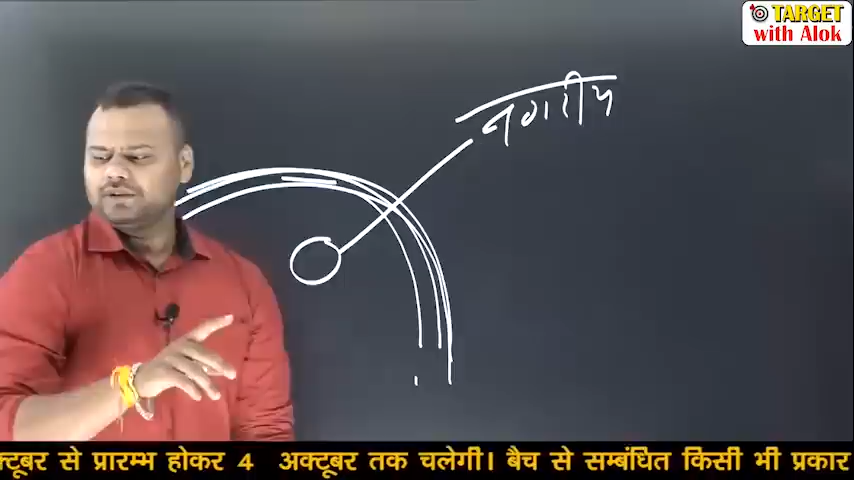 TARGET
with Alok
नगरीय
क्टूबर से प्रारम्भ होकर 4 अक्टूबर तक चलेगी। बैच से सम्बंधित किसी भी प्रकार